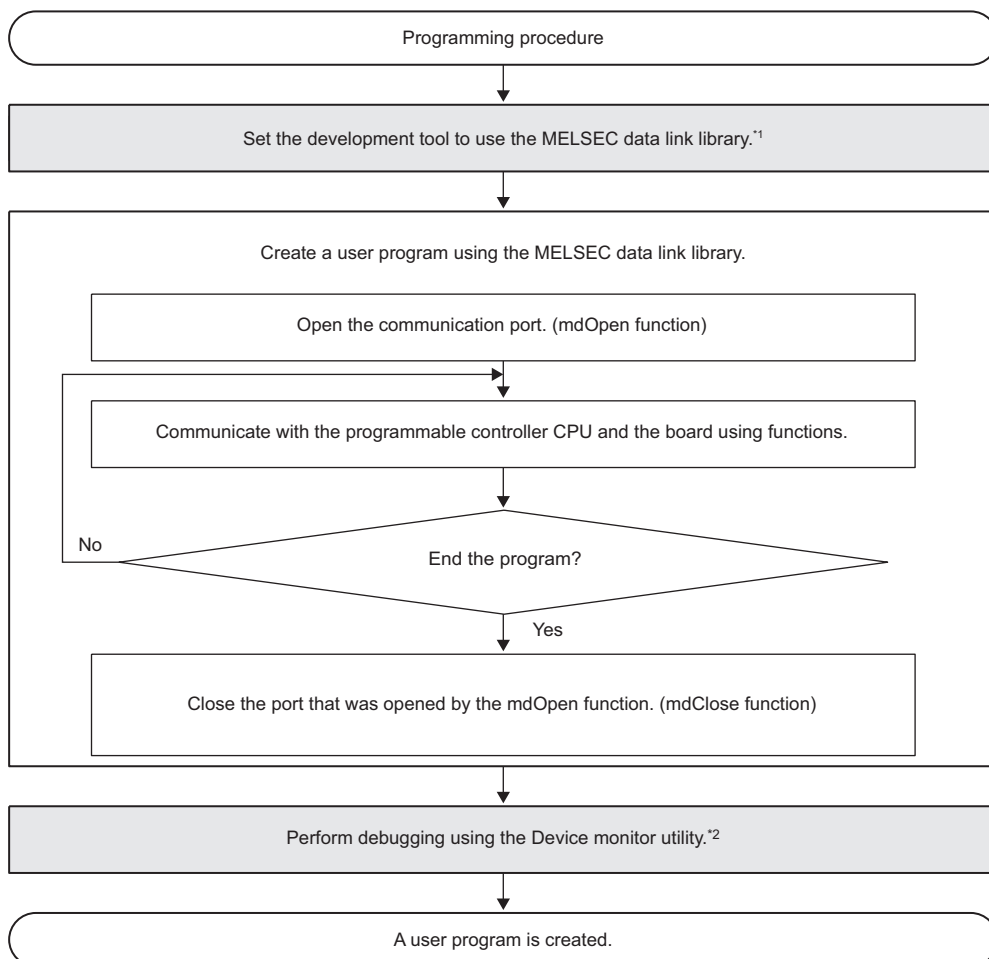 Programming procedure
Set the development tool to use the MELSEC data link library.*1
Create a user program using the MELSEC data link library.
Open the communication port. (mdOpen function)
Communicate with the programmable controller CPU and the board using functions.
No
End the program?
Yes
Close the port that was opened by the mdOpen function. (mdClose function)
Perform debugging using the Device monitor utility.*2
A user program is created.